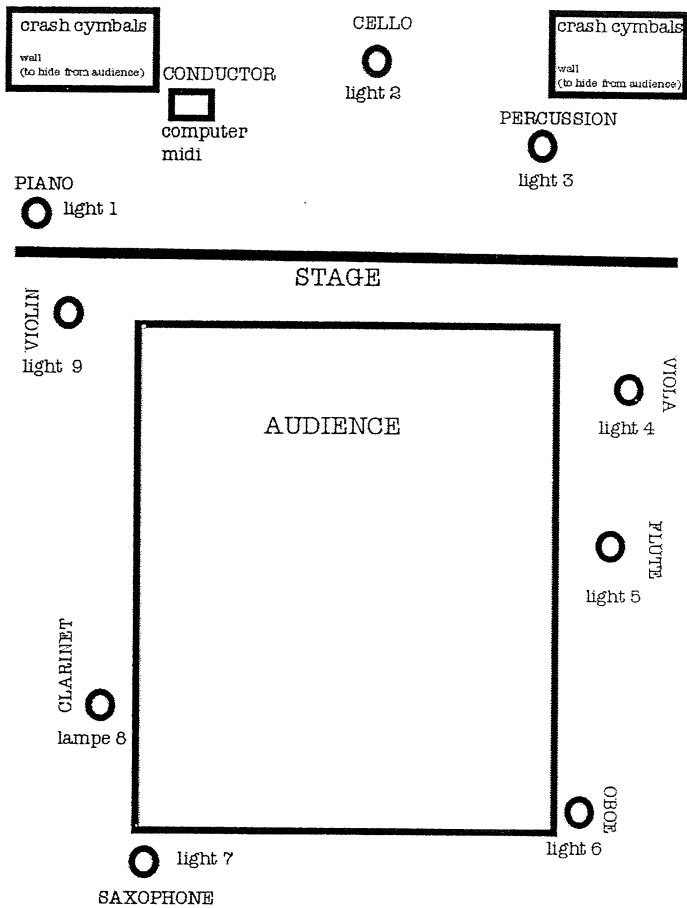 crash cymbals
wall
(to hide from audience)
CONDUCTOR
computer
midi
CELLO
light 2
crash cymbals
wall
(to hide from audience)
PERCUSSION
light 3
PIANO
light 1
STAGE
VIOLIN
light 9
AUDIENCE
VIOLA
light 4
FLUTE
light 5
CLARINET
lampe 8
OBOE
light 6
light 7
SAXOPHONE